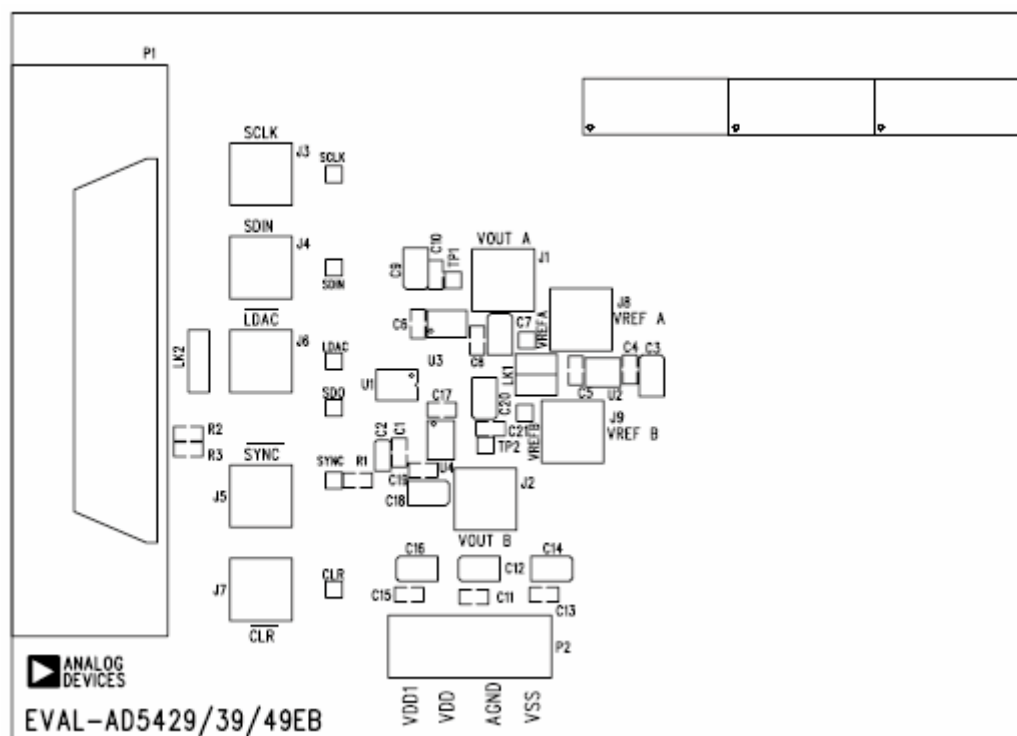 P1
SCLK
J3
SCLK
SDIN
J4
SDIN
LDAC
J6
LDAC
LK2
SDO
R2
R3
SYNC
J5
SYNC
R1
J7
CLR
CLR
C9
C10
TP1
VOUT A
J1
J8
VREF A
C6
C8
C7
VREFA
U3
U1
LK1
C5
U2
C4
C3
C17
C20
C21
TP2
VREFB
J9
VREF B
C2
C1
U4
C19
C18
J2
VOUT B
C16
C12
C14
C15
C11
C13
P2
VDD1
VDD
AGND
VSS
ANALOG
DEVICES
EVAL-AD5429/39/49EB